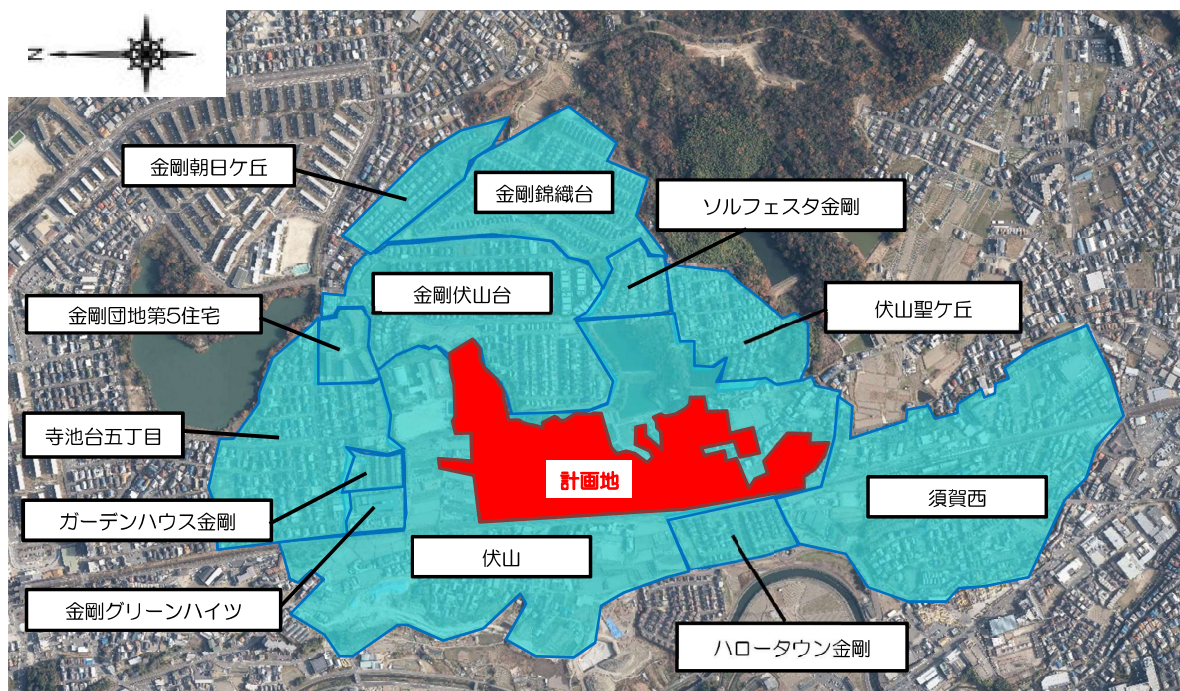 N
金剛朝日ケ丘
金剛錦織台
ソルフェスタ金剛
金剛伏山台
伏山聖ケ丘
金剛団地第5住宅
寺池台五丁目
計画地
須賀西
ガーデンハウス金剛
伏山
金剛グリーンハイツ
ハロータウン金剛